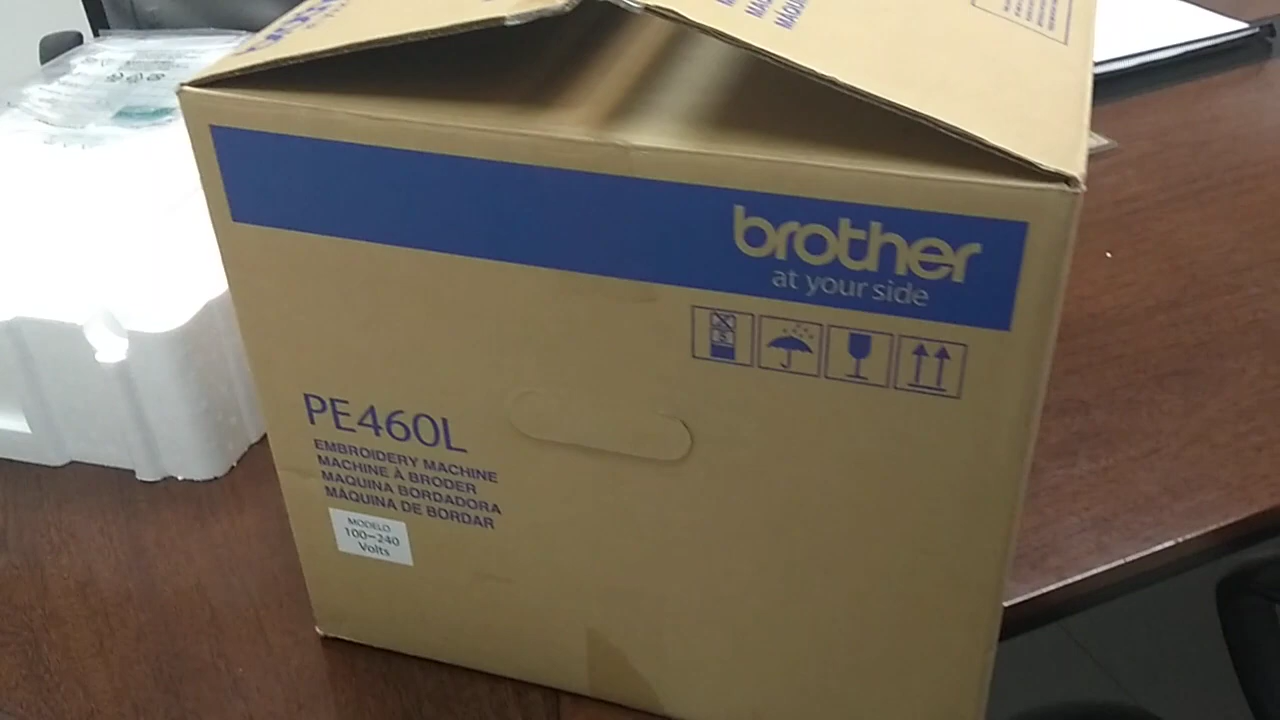 brother
at your side
PE460L
EMBROIDERY MACHINE
MACHINE À BRODER
MAQUINA BORDADORA
MÁQUINA DE BORDAR
MODELO
100-240
Volts